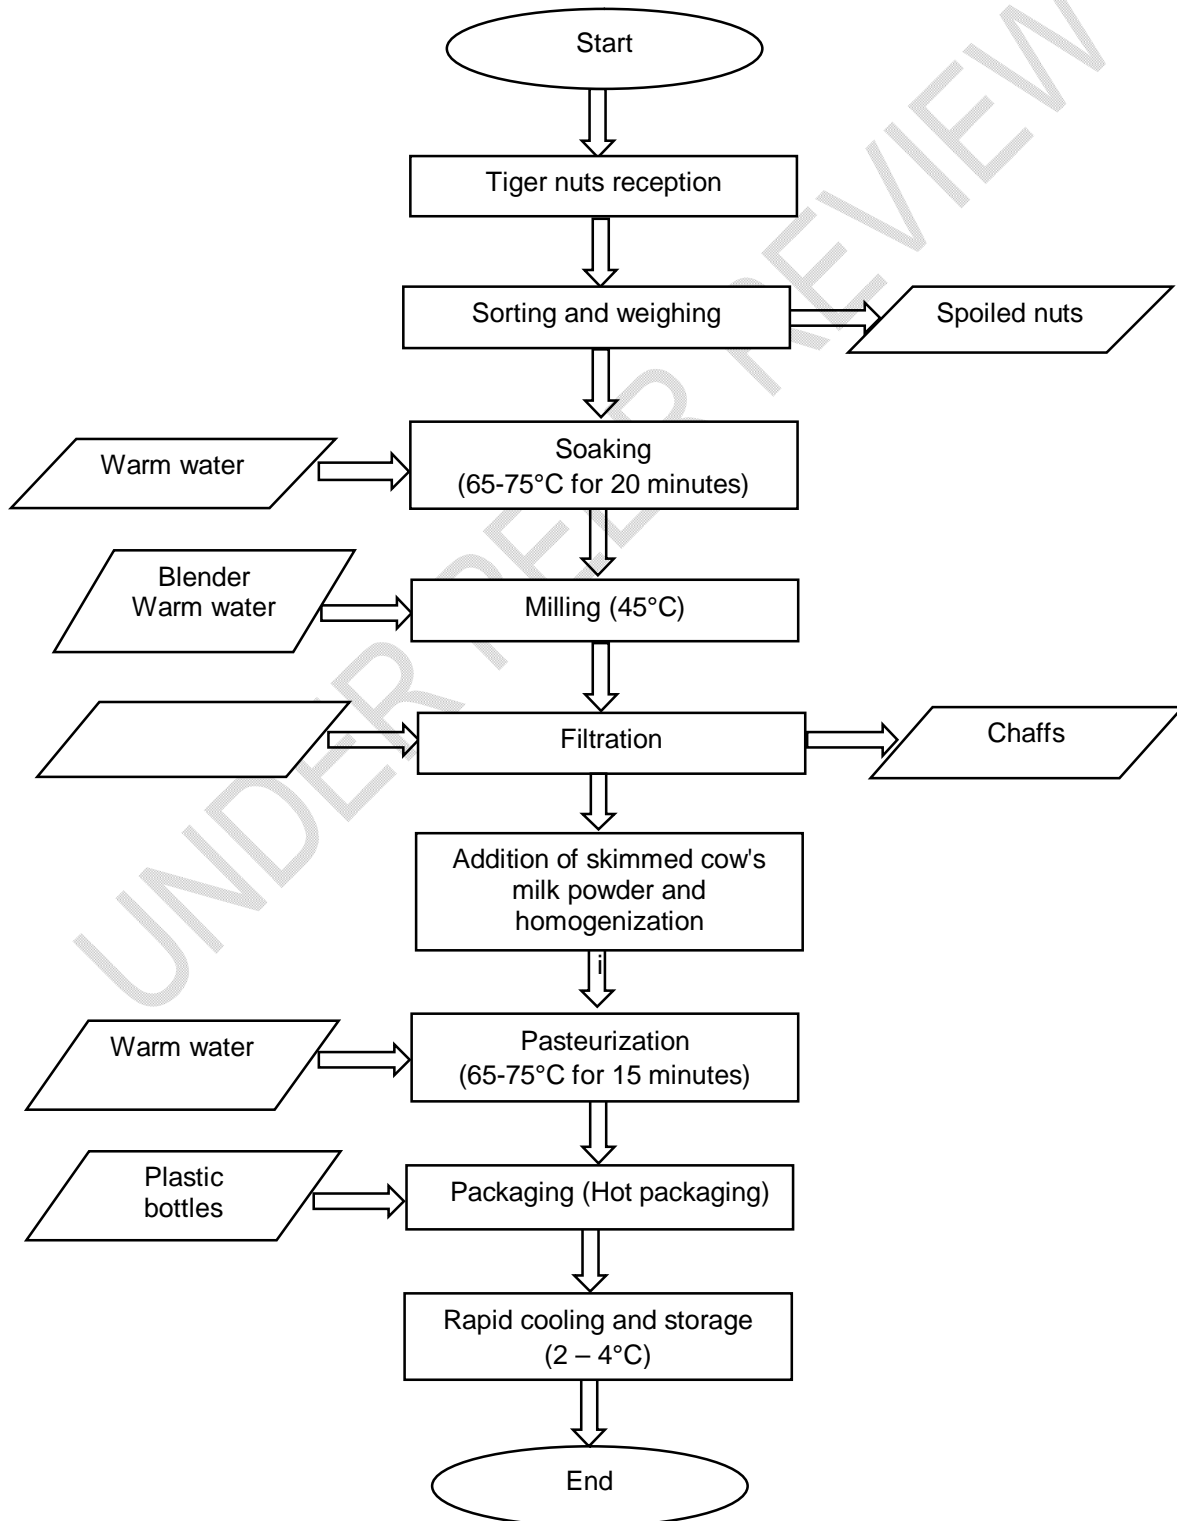 Start
Tiger nuts reception
Sorting and weighing
Spoiled nuts
Warm water
Soaking
(65-75°C for 20 minutes)
Blender
Warm water
Milling (45°C)
Filtration
Chaffs
Addition of skimmed cow's
milk powder and
homogenization
i
Warm water
Pasteurization
(65-75°C for 15 minutes)
Plastic
bottles
Packaging (Hot packaging)
Rapid cooling and storage
(2 – 4°C)
End
UNDER PEER REVIEW